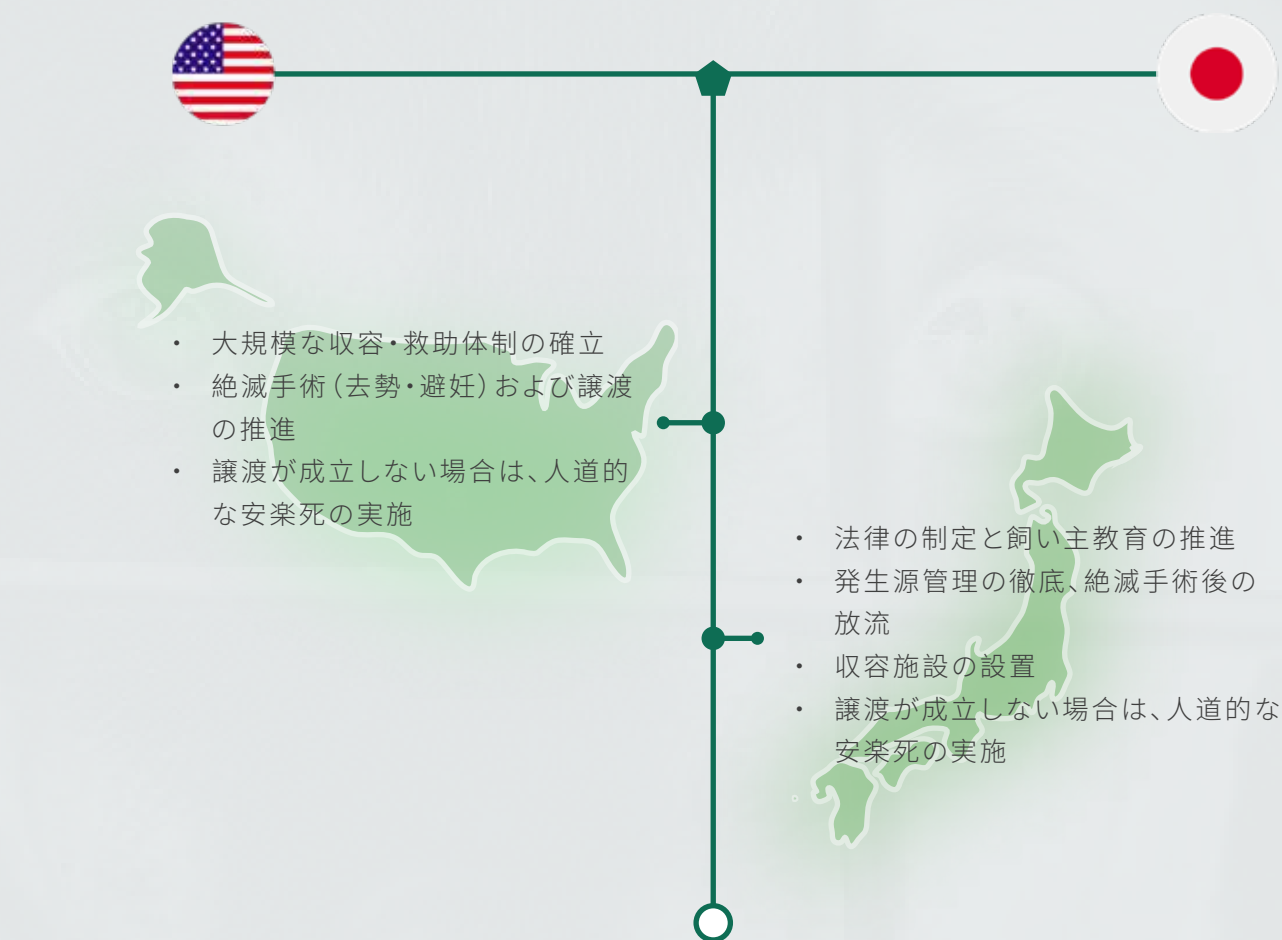 ・ 大規模な収容・救助体制の確立
・ 絶滅手術（去勢・避妊）および譲渡
の推進
・ 譲渡が成立しない場合は、人道的
な安楽死の実施
・ 法律の制定と飼い主教育の推進
・ 発生源管理の徹底、絶滅手術後の
放流
・ 収容施設の設置
・ 譲渡が成立しない場合は、人道的な
安楽死の実施